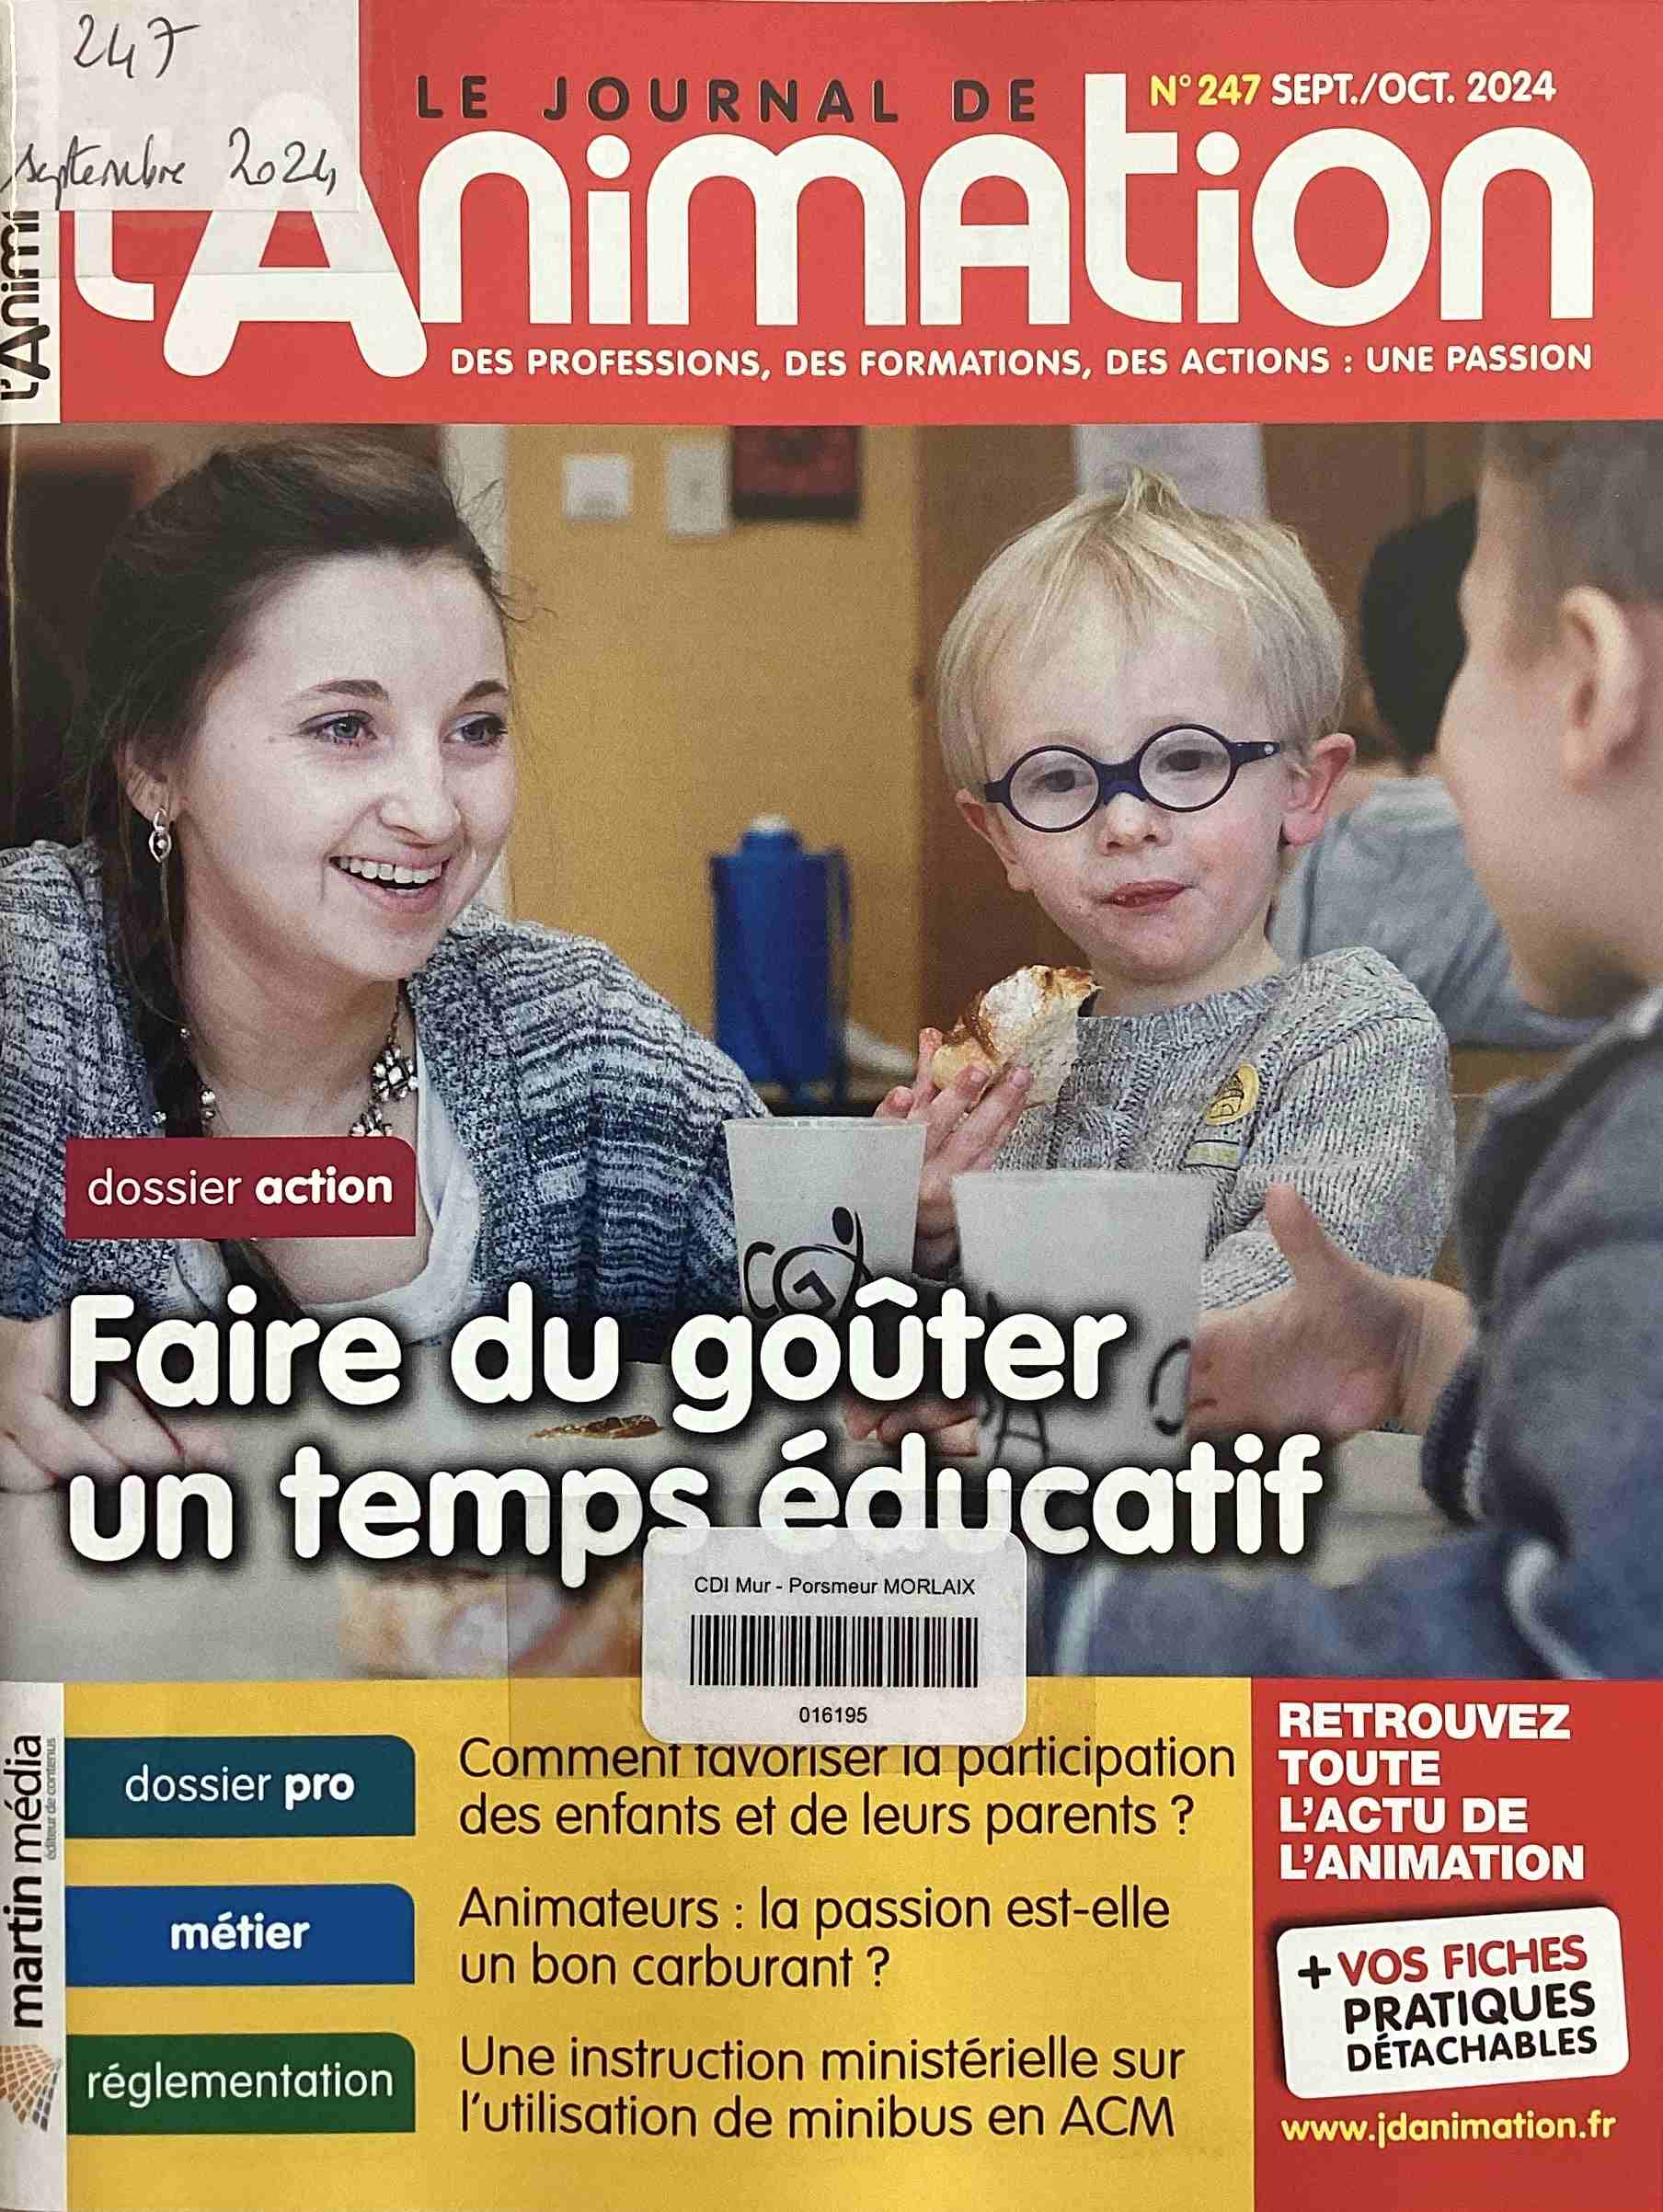 247
septembre 2024
LE JOURNAL DE
N° 247 SEPT./OCT. 2024
L'Animation
DES PROFESSIONS, DES FORMATIONS, DES ACTIONS : UNE PASSION
l'Anim
dossier action
Faire du goûter
un temps éducatif
CDI Mur - Porsmeur MORLAIX
016195
martin média
éditeur de contenus
dossier pro
Comment favoriser la participation
des enfants et de leurs parents ?
métier
Animateurs : la passion est-elle
un bon carburant ?
réglementation
Une instruction ministérielle sur
l'utilisation de minibus en ACM
RETROUVEZ
TOUTE
L'ACTU DE
L'ANIMATION
+ VOS FICHES
PRATIQUES
DÉTACHABLES
www.jdanimation.fr